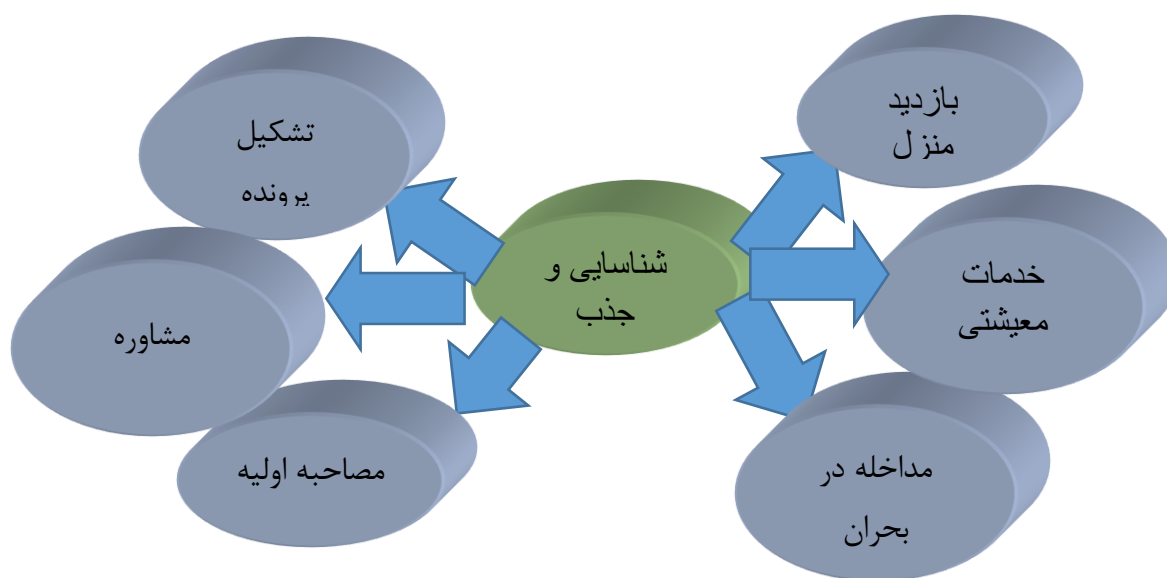 بازدید
منزل
تشکیل
پرونده
شناسایی و
جذب
خدمات
معیشتی
مشاوره
مصاحبه اولیه
مداخله در
بحران